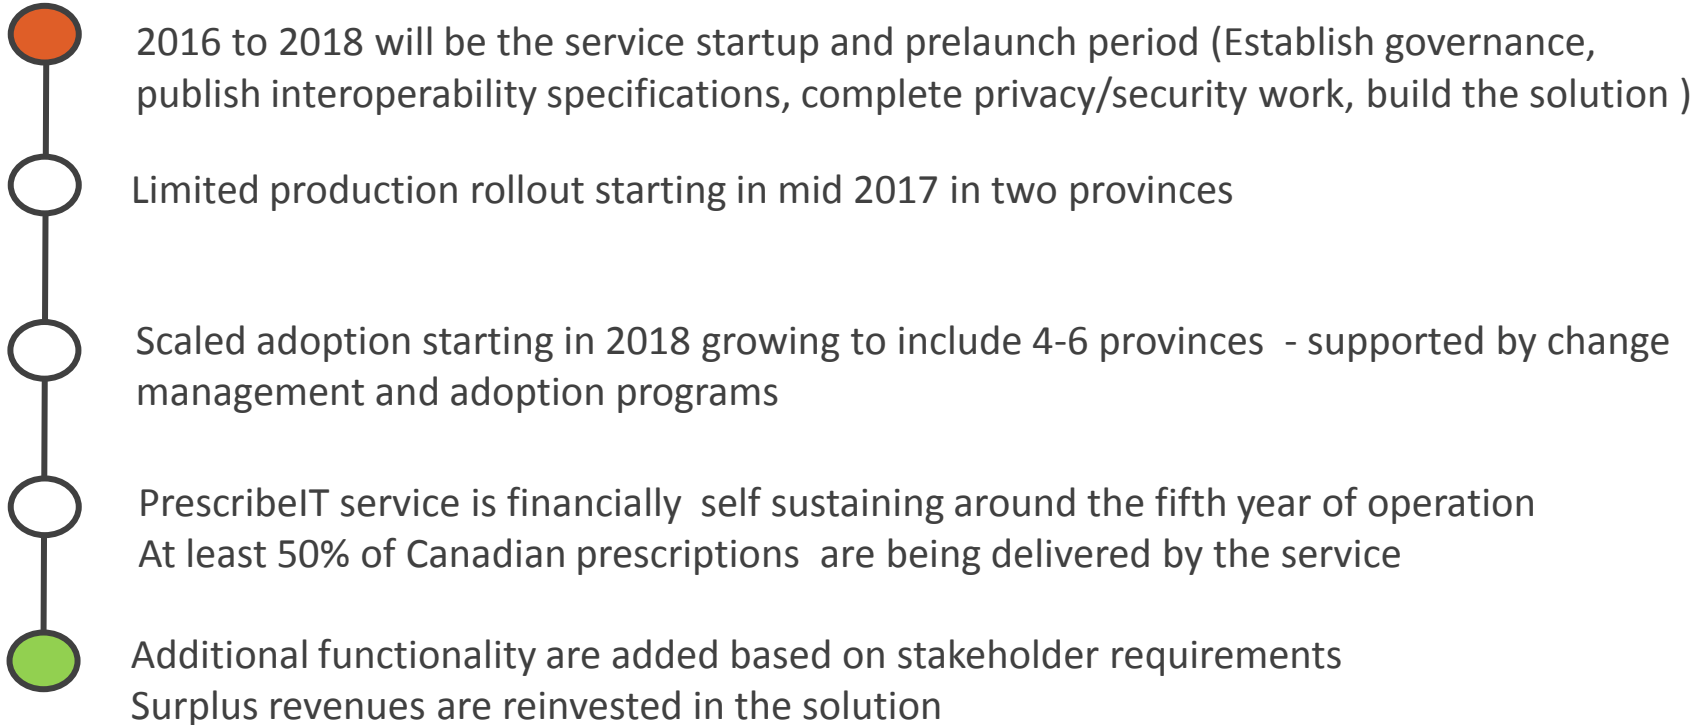 2016 to 2018 will be the service startup and prelaunch period (Establish governance,
publish interoperability specifications, complete privacy/security work, build the solution )
Limited production rollout starting in mid 2017 in two provinces
Scaled adoption starting in 2018 growing to include 4-6 provinces  - supported by change
management and adoption programs
PrescribeIT service is financially  self sustaining around the fifth year of operation
At least 50% of Canadian prescriptions  are being delivered by the service
Additional functionality are added based on stakeholder requirements
Surplus revenues are reinvested in the solution